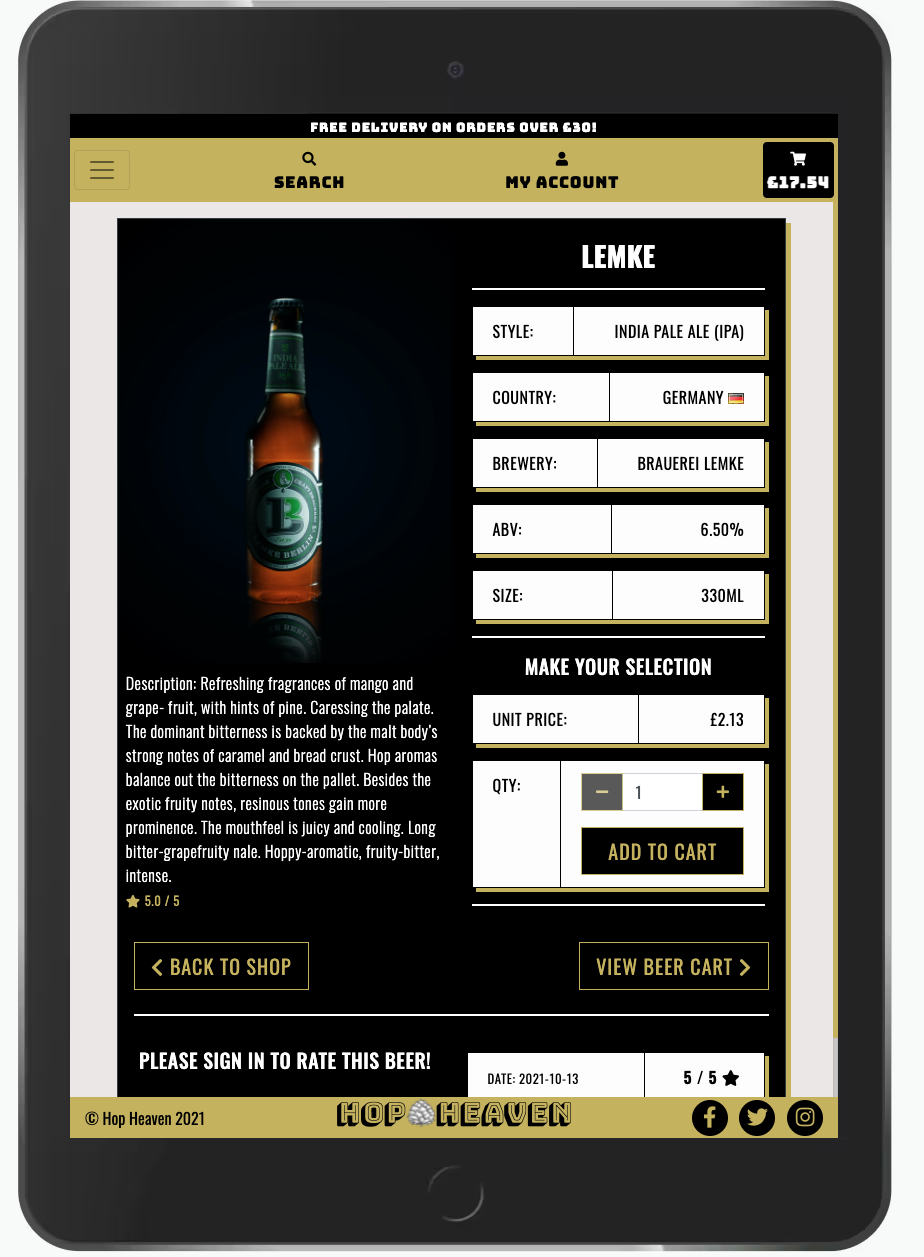 FREE DELIVERY ON ORDERS OVER £30!
SEARCH
MY ACCOUNT
£17.54
LEMKE
STYLE: INDIA PALE ALE (IPA)
COUNTRY: GERMANY
BREWERY: BRAUEREI LEMKE
ABV: 6.50%
SIZE: 330ML
MAKE YOUR SELECTION
UNIT PRICE: £2.13
QTY: 1
ADD TO CART
INDIA
PALE ALE
LB
BERLIN
Description: Refreshing fragrances of mango and
grape- fruit, with hints of pine. Caressing the palate.
The dominant bitterness is backed by the malt body's
strong notes of caramel and bread crust. Hop aromas
balance out the bitterness on the pallet. Besides the
exotic fruity notes, resinous tones gain more
prominence. The mouthfeel is juicy and cooling. Long
bitter-grapefruity nale. Hoppy-aromatic, fruity-bitter,
intense.
5.0 / 5
BACK TO SHOP
VIEW BEER CART
PLEASE SIGN IN TO RATE THIS BEER!
DATE: 2021-10-13
5 / 5
© Hop Heaven 2021
HOP HEAVEN